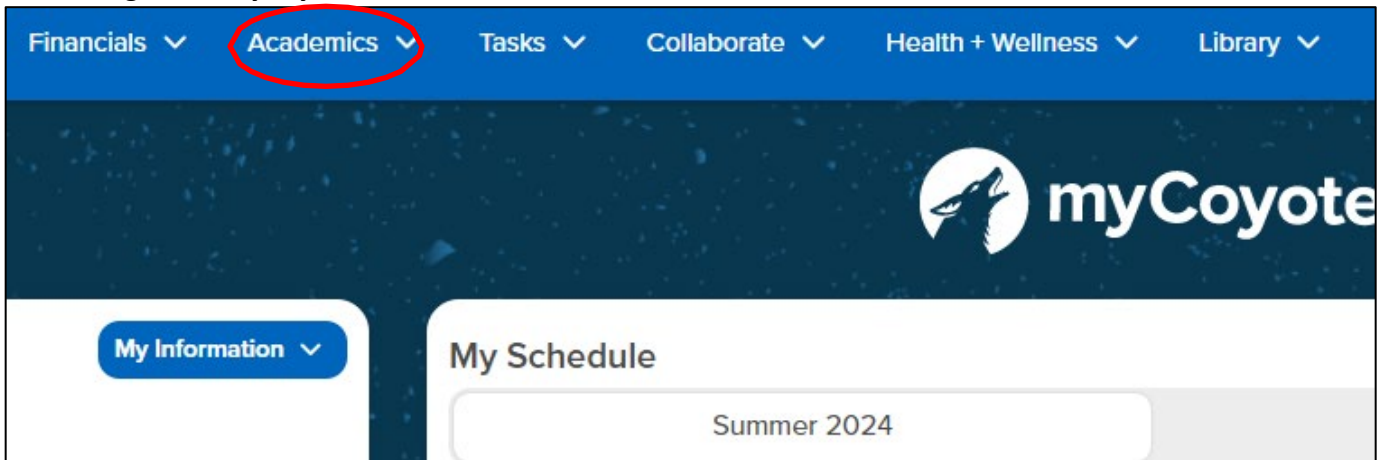 Financials Academics Tasks Collaborate Health + Wellness Library
myCoyote
My Information
My Schedule
Summer 2024